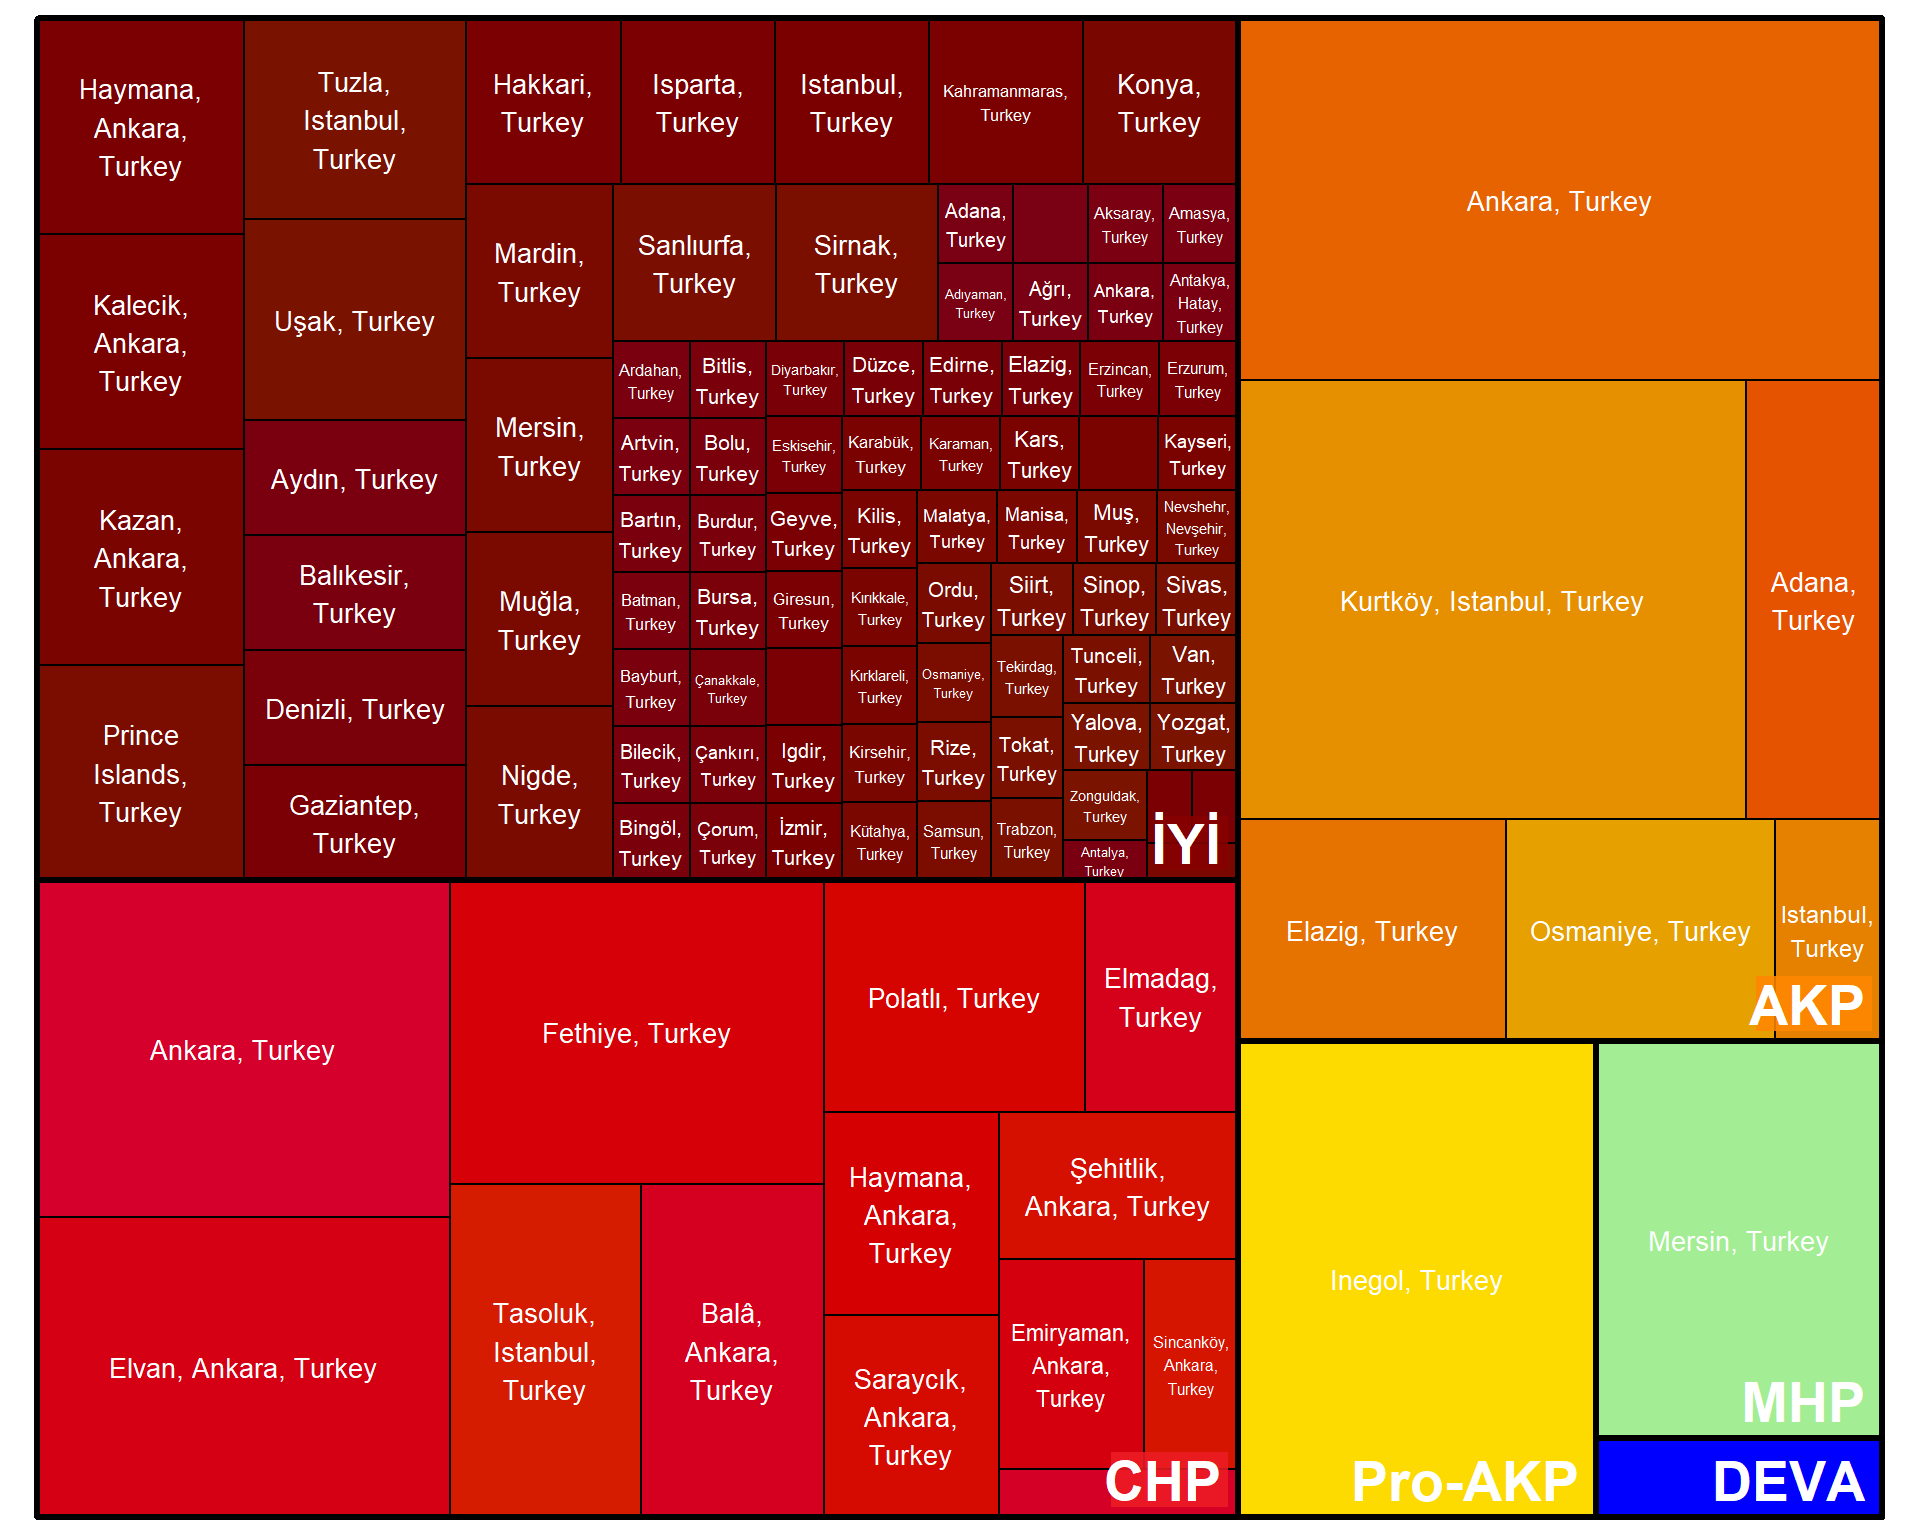 Haymana,
Ankara,
Turkey
Kalecik,
Ankara,
Turkey
Kazan,
Ankara,
Turkey
Prince
Islands,
Turkey
Tuzla,
Istanbul,
Turkey
Uşak, Turkey
Aydın, Turkey
Balıkesir,
Turkey
Denizli, Turkey
Gaziantep,
Turkey
Hakkari,
Turkey
Isparta,
Turkey
Istanbul,
Turkey
Kahramanmaras,
Turkey
Konya,
Turkey
Mardin,
Turkey
Mersin,
Turkey
Muğla,
Turkey
Nigde,
Turkey
Sanlıurfa,
Turkey
Sirnak,
Turkey
Adana,
Turkey
Aksaray,
Turkey
Amasya,
Turkey
Adıyaman,
Turkey
Ağrı,
Turkey
Ankara,
Turkey
Antakya,
Hatay,
Turkey
Ardahan,
Turkey
Bitlis,
Turkey
Diyarbakır,
Turkey
Düzce,
Turkey
Edirne,
Turkey
Elazig,
Turkey
Erzincan,
Turkey
Erzurum,
Turkey
Artvin,
Turkey
Bolu,
Turkey
Eskisehir,
Turkey
Karabük,
Turkey
Karaman,
Turkey
Kars,
Turkey
Kayseri,
Turkey
Bartın,
Turkey
Burdur,
Turkey
Geyve,
Turkey
Kilis,
Turkey
Malatya,
Turkey
Manisa,
Turkey
Muş,
Turkey
Nevshehr,
Nevşehir,
Turkey
Batman,
Turkey
Bursa,
Turkey
Giresun,
Turkey
Kırıkkale,
Turkey
Ordu,
Turkey
Siirt,
Turkey
Sinop,
Turkey
Sivas,
Turkey
Bayburt,
Turkey
Çanakkale,
Turkey
Kırklareli,
Turkey
Osmaniye,
Turkey
Tekirdag,
Turkey
Tunceli,
Turkey
Van,
Turkey
Bilecik,
Turkey
Çankırı,
Turkey
Igdir,
Turkey
Kirsehir,
Turkey
Rize,
Turkey
Tokat,
Turkey
Yalova,
Turkey
Yozgat,
Turkey
Bingöl,
Turkey
Çorum,
Turkey
İzmir,
Turkey
Kütahya,
Turkey
Samsun,
Turkey
Trabzon,
Turkey
Zonguldak,
Turkey
Antalya,
Turkey
İYİ
Ankara, Turkey
Kurtköy, Istanbul, Turkey
Adana,
Turkey
Elazig, Turkey
Osmaniye, Turkey
Istanbul,
Turkey
AKP
Ankara, Turkey
Elvan, Ankara, Turkey
Fethiye, Turkey
Tasoluk,
Istanbul,
Turkey
Balâ,
Ankara,
Turkey
Polatlı, Turkey
Elmadag,
Turkey
Haymana,
Ankara,
Turkey
Şehitlik,
Ankara, Turkey
Saraycık,
Ankara,
Turkey
Emiryaman,
Ankara,
Turkey
Sincanköy,
Ankara,
Turkey
CHP
Inegol, Turkey
Pro-AKP
Mersin, Turkey
MHP
DEVA